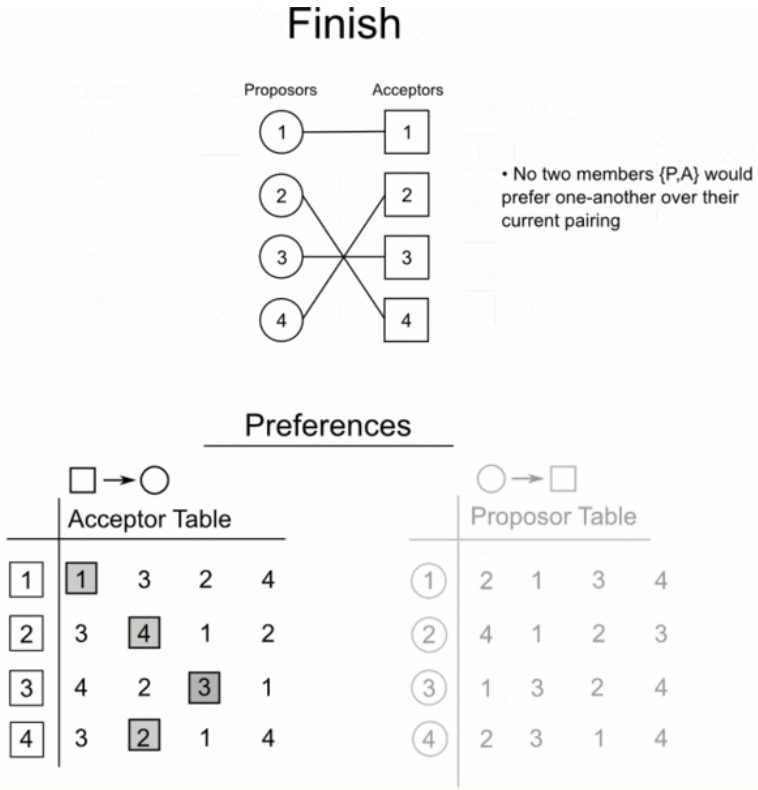 Finish
Proposors Acceptors
1 1
• No two members {P,A} would
prefer one-another over their
current pairing
2 2
3 3
4 4
Preferences
Acceptor Table
1 1 3 2 4
2 3 4 1 2
3 4 2 3 1
4 3 2 1 4
Proposor Table
1 2 1 3 4
2 4 1 2 3
3 1 3 2 4
4 2 3 1 4